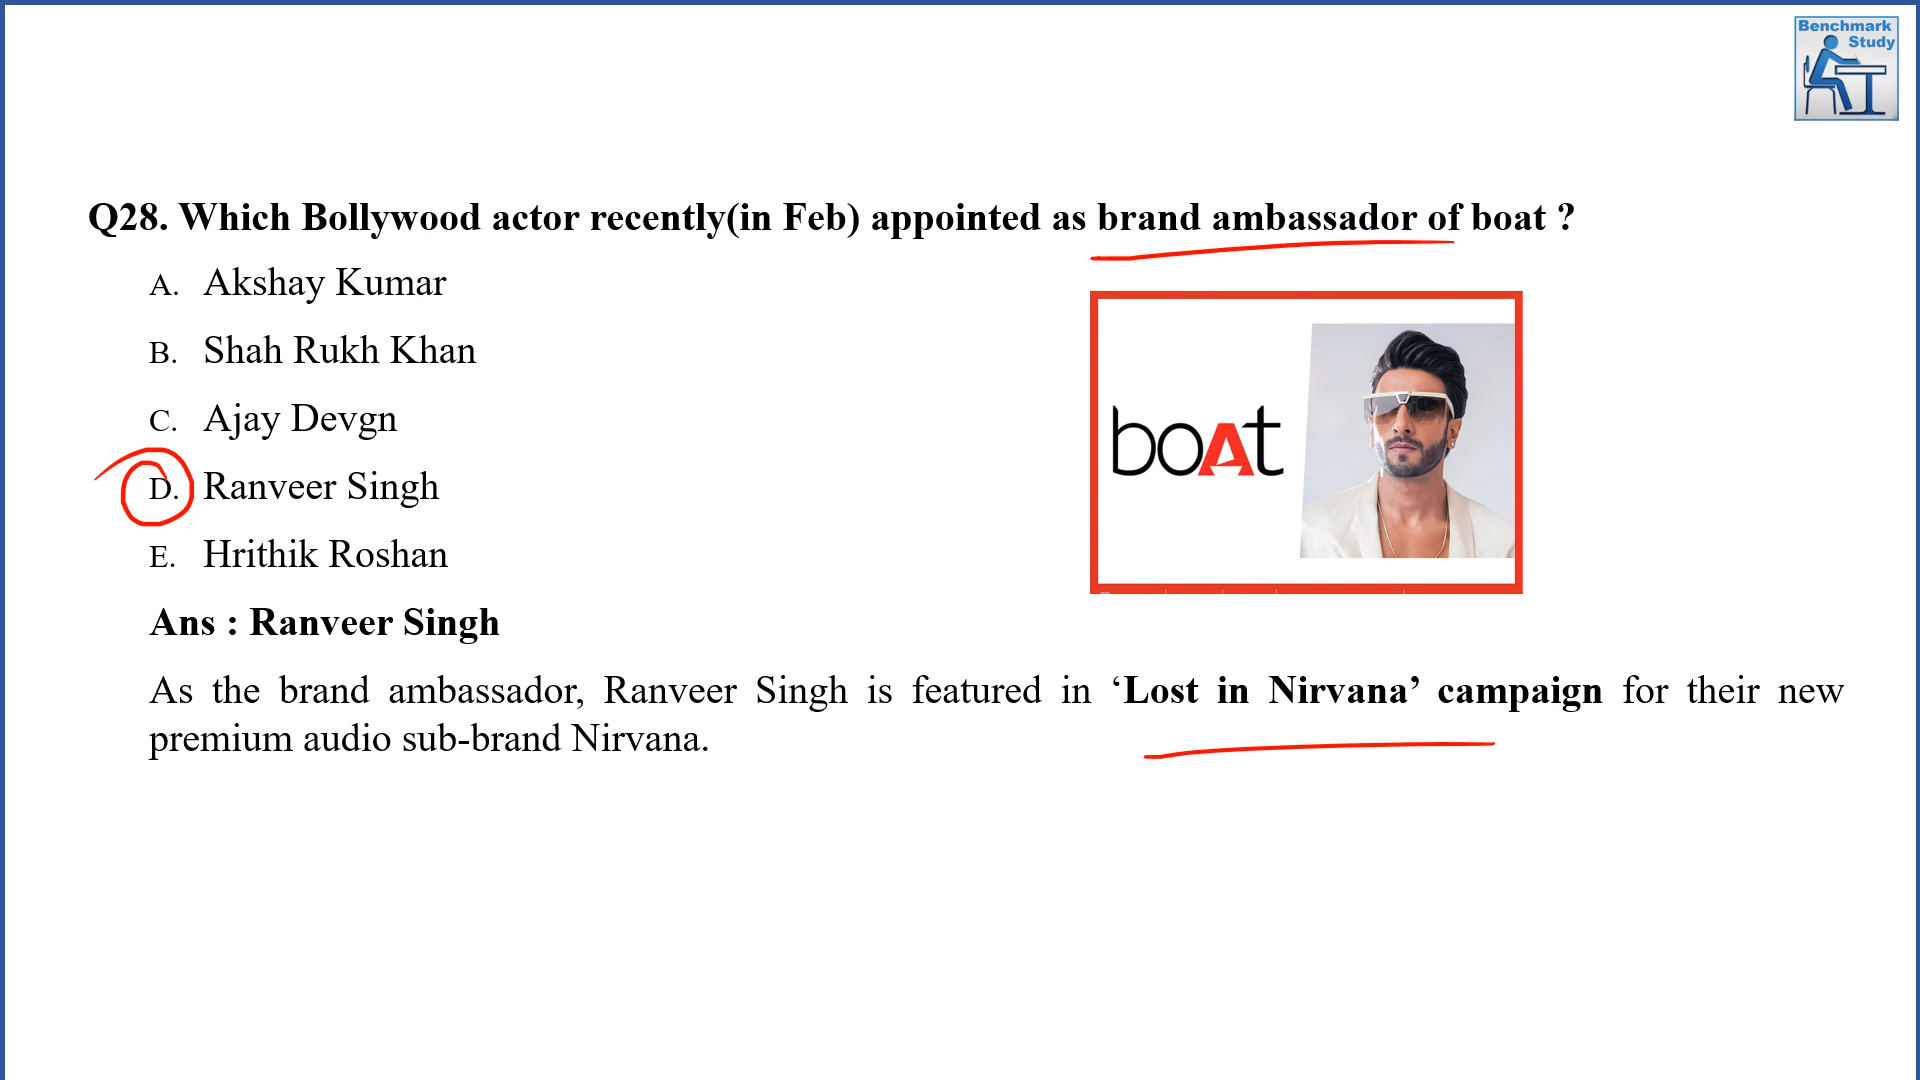 Benchmark
Study
Q28. Which Bollywood actor recently(in Feb) appointed as brand ambassador of boat ?
A. Akshay Kumar
B. Shah Rukh Khan
C. Ajay Devgn
D. Ranveer Singh
E. Hrithik Roshan
boAt
Ans : Ranveer Singh
As the brand ambassador, Ranveer Singh is featured in ‘Lost in Nirvana’ campaign for their new
premium audio sub-brand Nirvana.